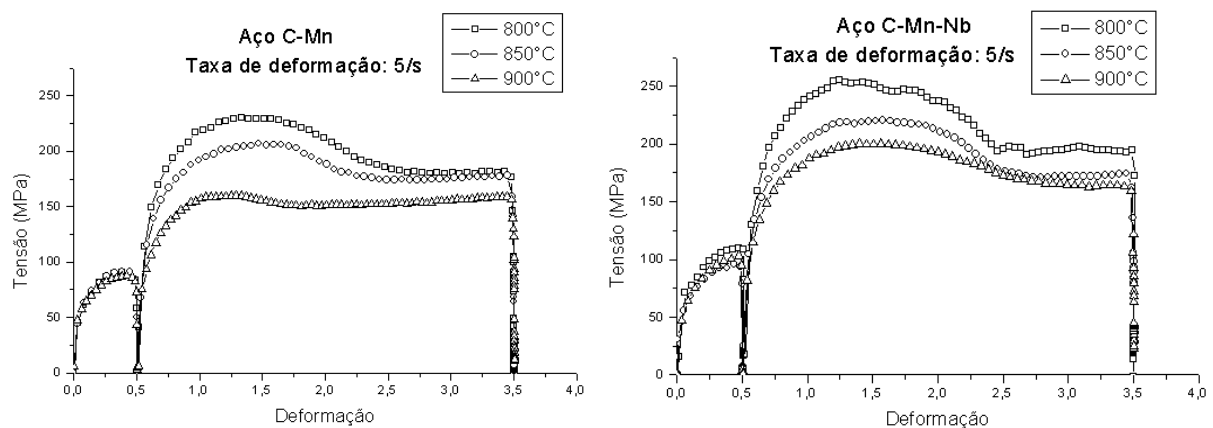 Aço C-Mn
Taxa de deformação: 5/s
800°C
850°C
900°C
Tensão (MPa)
250
200
150
100
50
0
0,0 0,5 1,0 1,5 2,0 2,5 3,0 3,5 4,0
Deformação
Aço C-Mn-Nb
Taxa de deformação: 5/s
800°C
850°C
900°C
Tensão (MPa)
250
200
150
100
50
0
0,0 0,5 1,0 1,5 2,0 2,5 3,0 3,5 4,0
Deformação